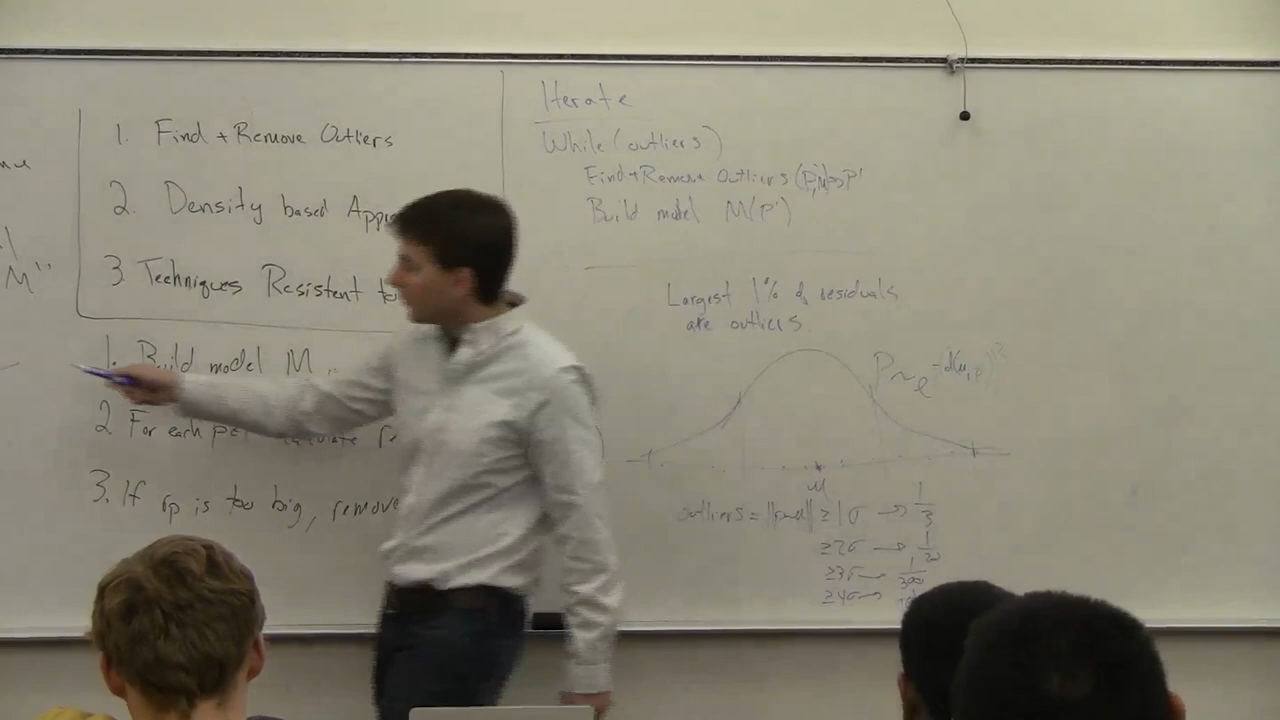 M"
1. Find + Remove Outliers
2. Density based
3. Techniques Resistent to
1. Build model M
2 For each
3. If rp is too big, remove
Iterate
While (outliers)
Find + Remove Outliers (P,M)→P'
Build model M(P')
Largest 1% of residuals
are outliers.
P~e
μ
outliers = ≥1σ → 1/3
≥2σ → 1/20
≥3σ → 1/300
≥4σ →